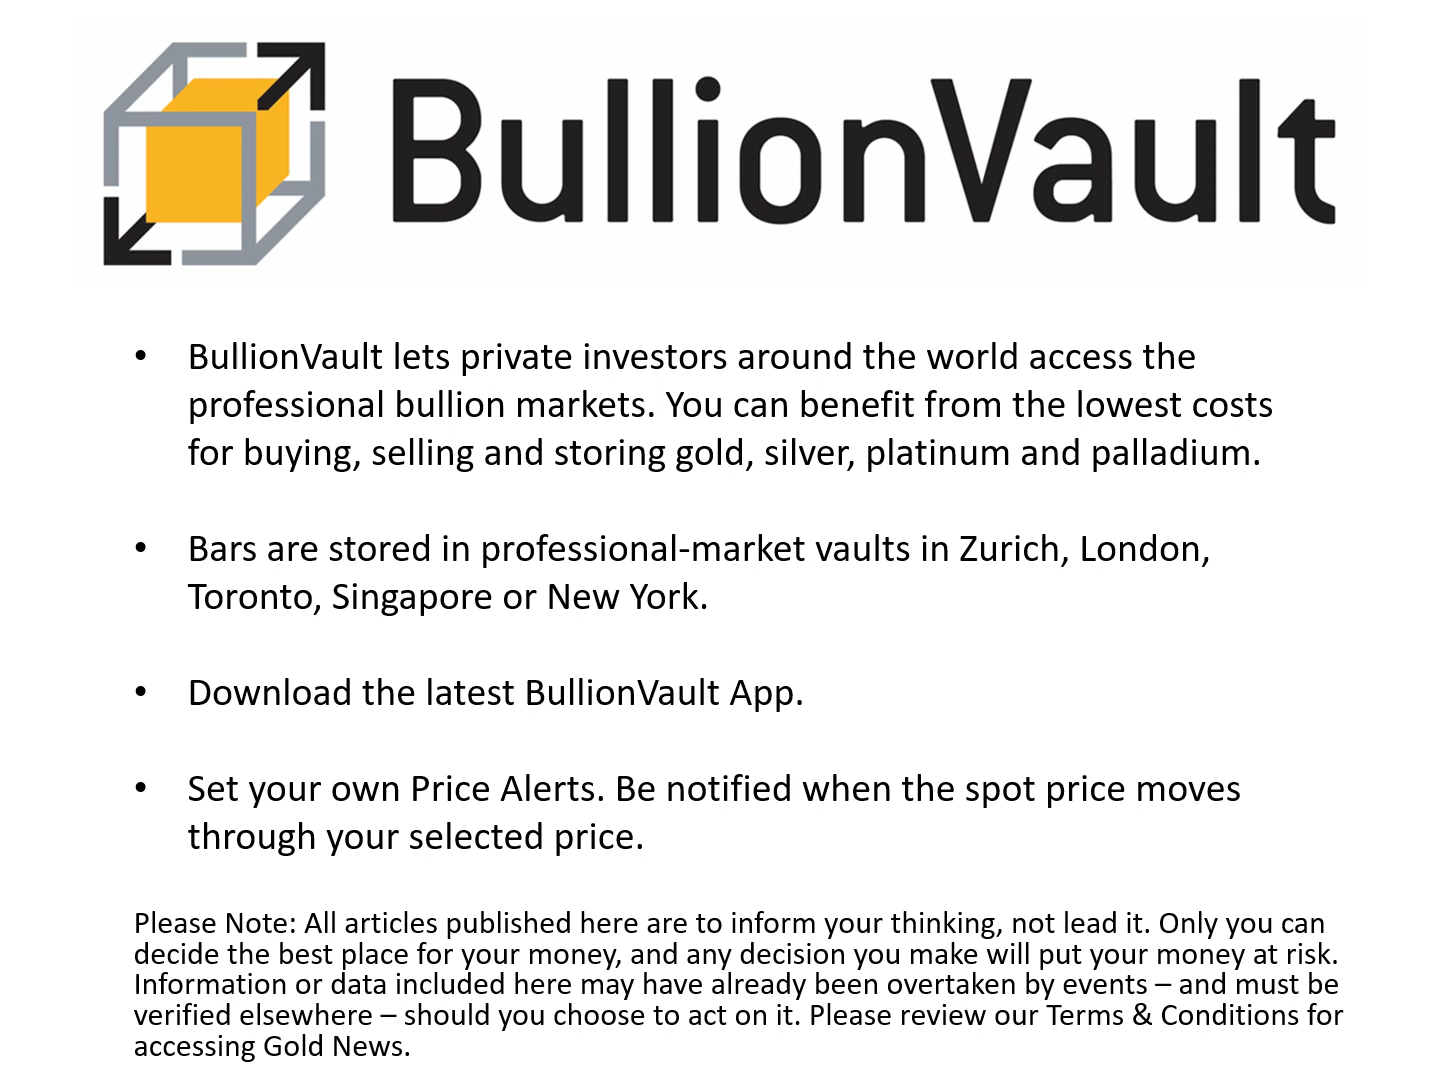 BullionVault
• BullionVault lets private investors around the world access the
professional bullion markets. You can benefit from the lowest costs
for buying, selling and storing gold, silver, platinum and palladium.
• Bars are stored in professional-market vaults in Zurich, London,
Toronto, Singapore or New York.
• Download the latest BullionVault App.
• Set your own Price Alerts. Be notified when the spot price moves
through your selected price.
Please Note: All articles published here are to inform your thinking, not lead it. Only you can
decide the best place for your money, and any decision you make will put your money at risk.
Information or data included here may have already been overtaken by events – and must be
verified elsewhere – should you choose to act on it. Please review our Terms & Conditions for
accessing Gold News.